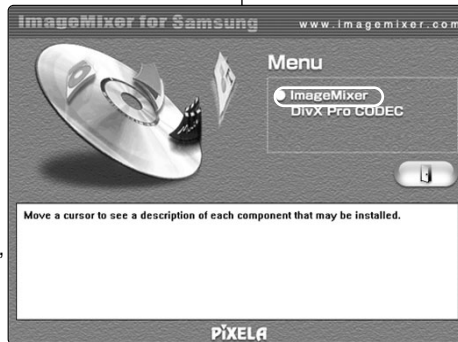 ImageMixer for Samsung
www.imagemixer.com
Menu
ImageMixer
DivX Pro CODEC
Move a cursor to see a description of each component that may be installed.
,
PIXELA